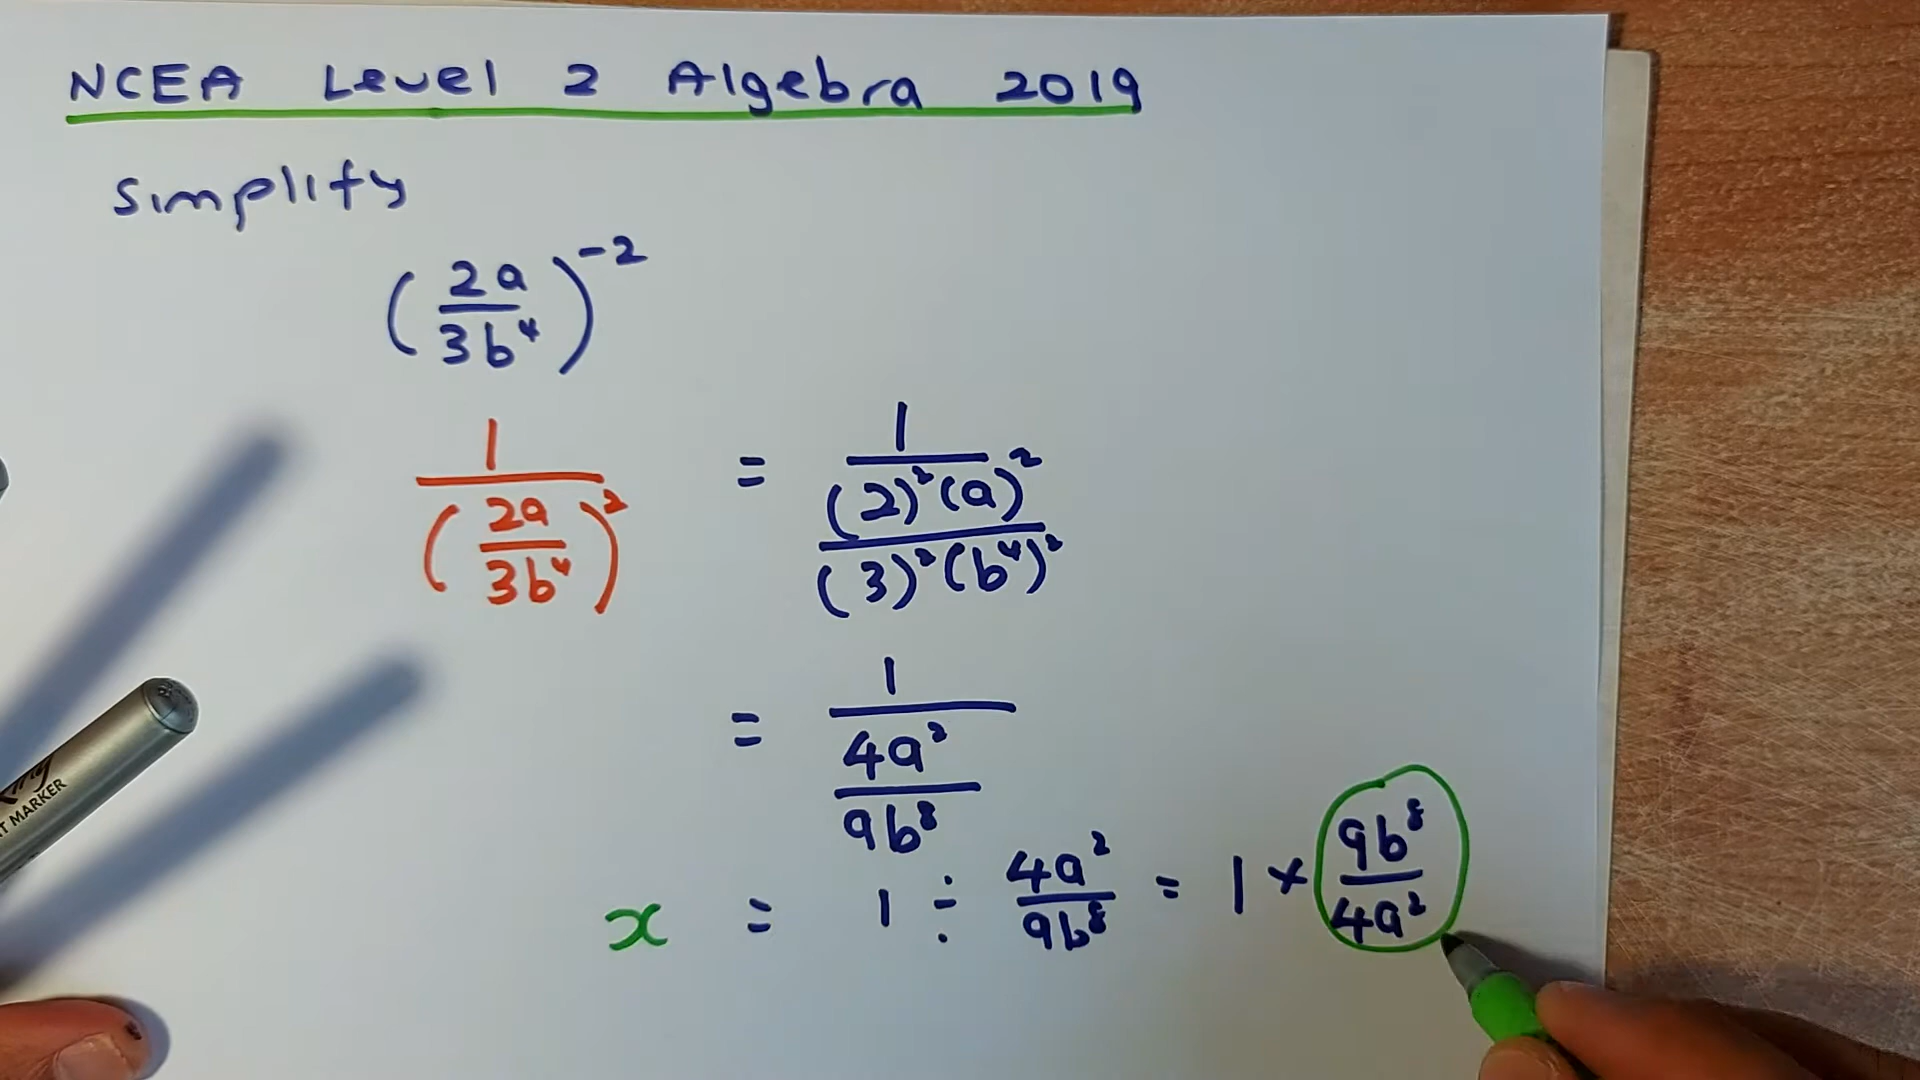 NCEA Level 2 Algebra 2019
Simplify
(2a/3b⁴)⁻²
1/(2a/3b⁴)² = 1/((2)²(a)²/(3)²(b⁴)²)
= 1/(4a²/9b⁸)
x = 1 ÷ 4a²/9b⁸ = 1 × 9b⁸/4a²
MARKER